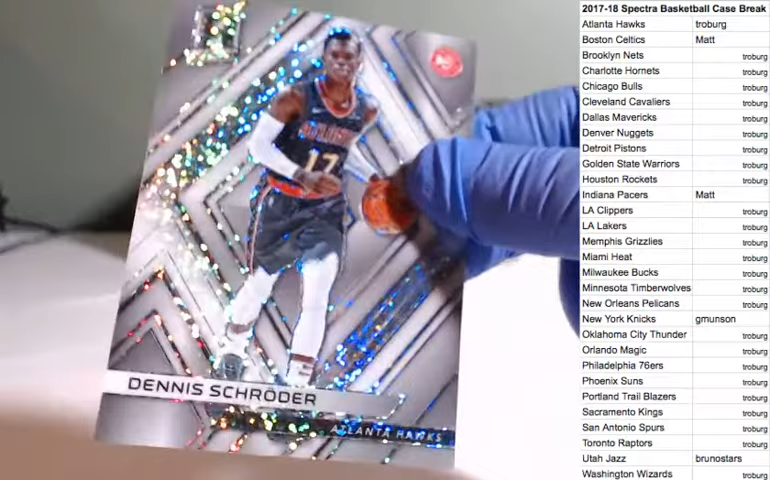 2017-18 Spectra Basketball Case Break
Atlanta Hawks troburg
Boston Celtics Matt
Brooklyn Nets troburg
Charlotte Hornets troburg
Chicago Bulls troburg
Cleveland Cavaliers troburg
Dallas Mavericks troburg
Denver Nuggets troburg
Detroit Pistons troburg
Golden State Warriors troburg
Houston Rockets troburg
Indiana Pacers Matt
LA Clippers troburg
LA Lakers troburg
Memphis Grizzlies troburg
Miami Heat troburg
Milwaukee Bucks troburg
Minnesota Timberwolves troburg
New Orleans Pelicans troburg
New York Knicks gmunson
Oklahoma City Thunder troburg
Orlando Magic troburg
Philadelphia 76ers troburg
Phoenix Suns troburg
Portland Trail Blazers troburg
Sacramento Kings troburg
San Antonio Spurs troburg
Toronto Raptors troburg
Utah Jazz brunostars
Washington Wizards troburg
17
DENNIS SCHRÖDER
ATLANTA HAWKS